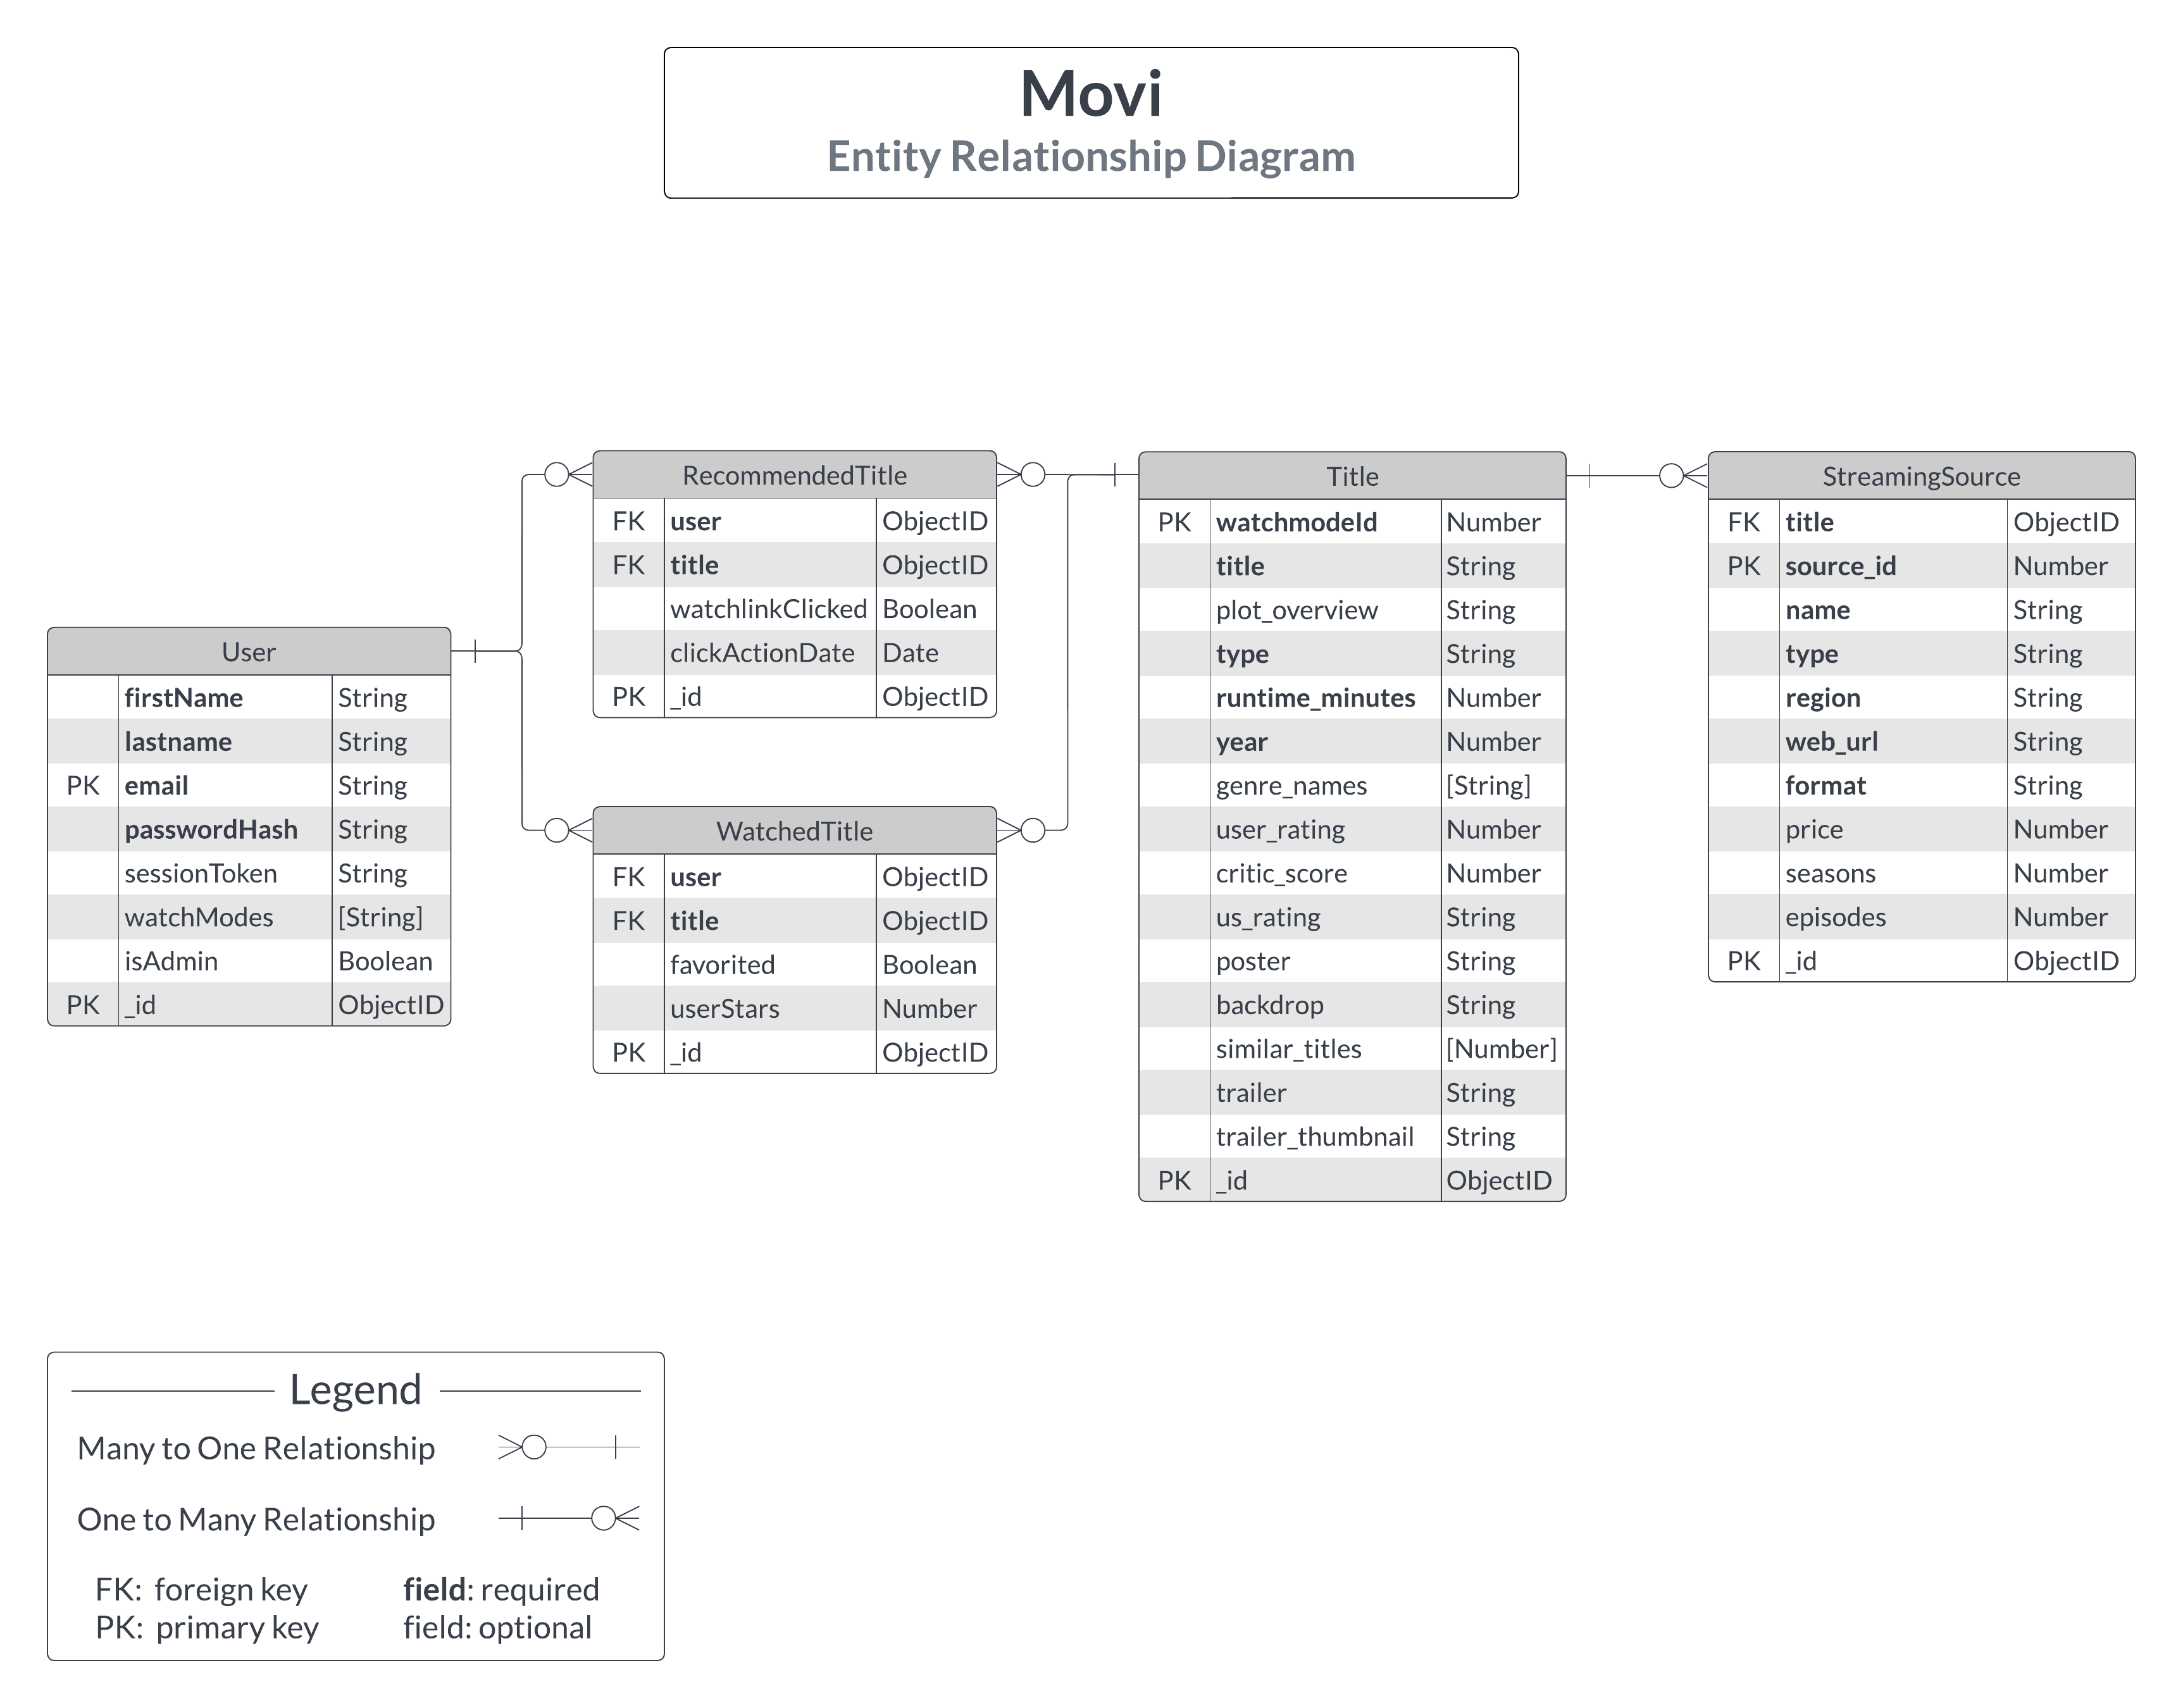 Movi
Entity Relationship Diagram
User
firstName String
lastname String
PK email String
passwordHash String
sessionToken String
watchModes [String]
isAdmin Boolean
PK _id ObjectID
RecommendedTitle
FK user ObjectID
FK title ObjectID
watchlinkClicked Boolean
clickActionDate Date
PK _id ObjectID
WatchedTitle
FK user ObjectID
FK title ObjectID
favorited Boolean
userStars Number
PK _id ObjectID
Title
PK watchmodeId Number
title String
plot_overview String
type String
runtime_minutes Number
year Number
genre_names [String]
user_rating Number
critic_score Number
us_rating String
poster String
backdrop String
similar_titles [Number]
trailer String
trailer_thumbnail String
PK _id ObjectID
StreamingSource
FK title ObjectID
PK source_id Number
name String
type String
region String
web_url String
format String
price Number
seasons Number
episodes Number
PK _id ObjectID
Legend
Many to One Relationship
One to Many Relationship
FK: foreign key field: required
PK: primary key field: optional